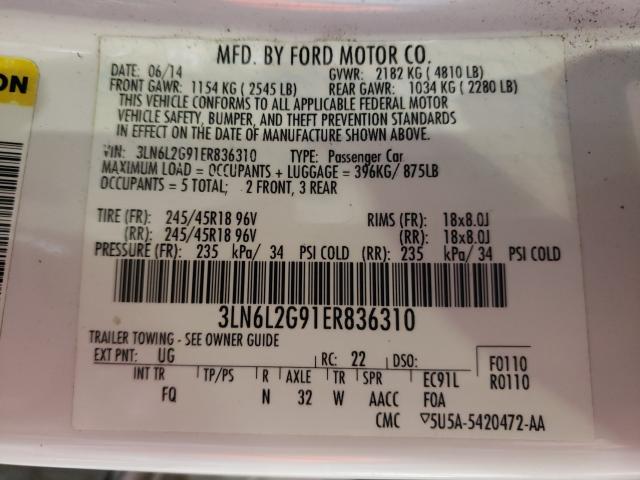 ON
MFD. BY FORD MOTOR CO.
DATE: 06/14 GVWR: 2182 KG ( 4810 LB)
FRONT GAWR: 1154 KG ( 2545 LB) REAR GAWR: 1034 KG ( 2280 LB)
THIS VEHICLE CONFORMS TO ALL APPLICABLE FEDERAL MOTOR
VEHICLE SAFETY, BUMPER, AND THEFT PREVENTION STANDARDS
IN EFFECT ON THE DATE OF MANUFACTURE SHOWN ABOVE.
VIN: 3LN6L2G91ER836310 TYPE: Passenger Car
MAXIMUM LOAD = OCCUPANTS + LUGGAGE = 396KG/ 875LB
OCCUPANTS = 5 TOTAL; 2 FRONT, 3 REAR
TIRE (FR): 245/45R18 96V RIMS (FR): 18x8.0J
(RR): 245/45R18 96V (RR): 18x8.0J
PRESSURE (FR): 235 kPa/ 34 PSI COLD (RR): 235 kPa/ 34 PSI COLD
3LN6L2G91ER836310
TRAILER TOWING - SEE OWNER GUIDE
EXT PNT: UG RC: 22 DSO: F0110
R0110
INT TR TP/PS R AXLE TR SPR EC91L
FQ N 32 W AACC FOA
CMC 5U5A-5420472-AA